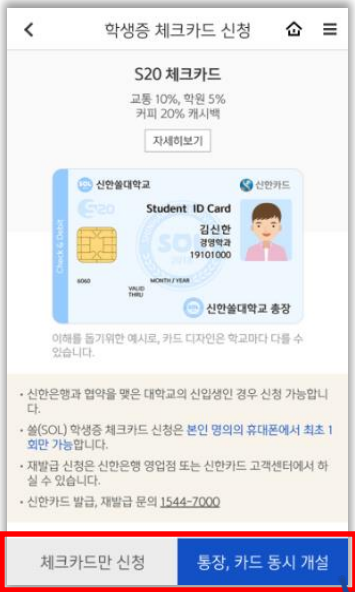 학생증 체크카드 신청
S20 체크카드
교통 10%, 학원 5%
커피 20% 캐시백
자세히보기
SOL 신한쏠대학교
신한카드
S20
Student ID Card
김신한
경영학과
19101000
Check & Debit
SOL
6060
MONTH / YEAR
VALID
THRU
신한쏠대학교 총장
이해를 돕기위한 예시로, 카드 디자인은 학교마다 다를 수
있습니다.
• 신한은행과 협약을 맺은 대학교의 신입생인 경우 신청 가능합니
다.
• 쏠(SOL) 학생증 체크카드 신청은 본인 명의의 휴대폰에서 최초 1
회만 가능합니다.
• 재발급 신청은 신한은행 영업점 또는 신한카드 고객센터에서 하
실 수 있습니다.
• 신한카드 발급, 재발급 문의 1544-7000
체크카드만 신청
통장, 카드 동시 개설